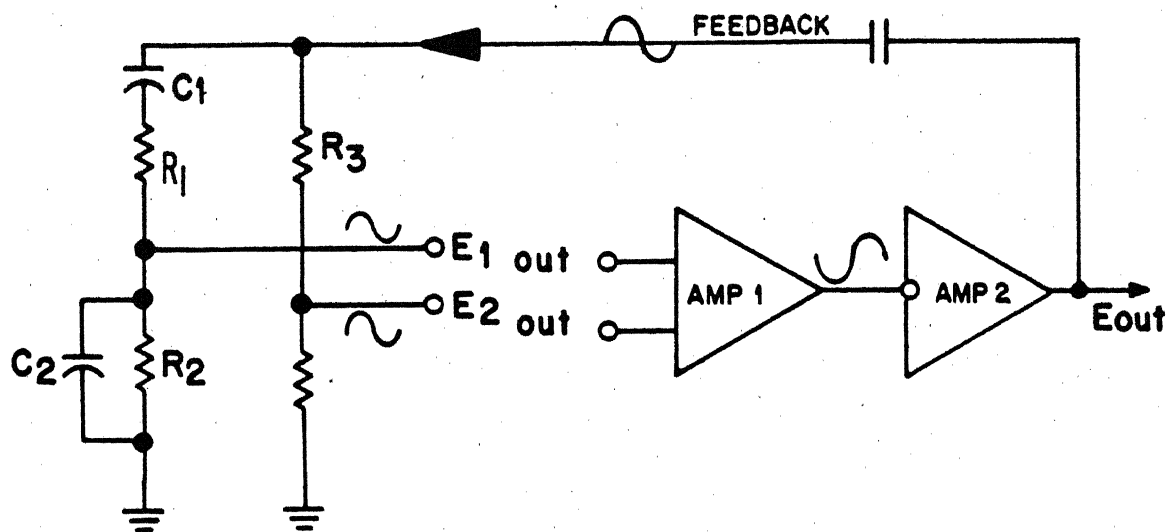 FEEDBACK
C1
R1
R3
E1 out
AMP 1
AMP 2
E2 out
Eout
C2
R2